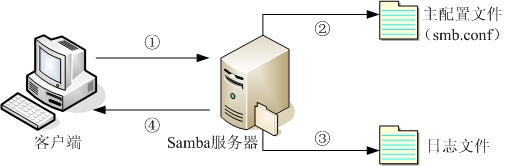 ①
②
主配置文件
(smb.conf)
客户端
④
Samba服务器
③
日志文件